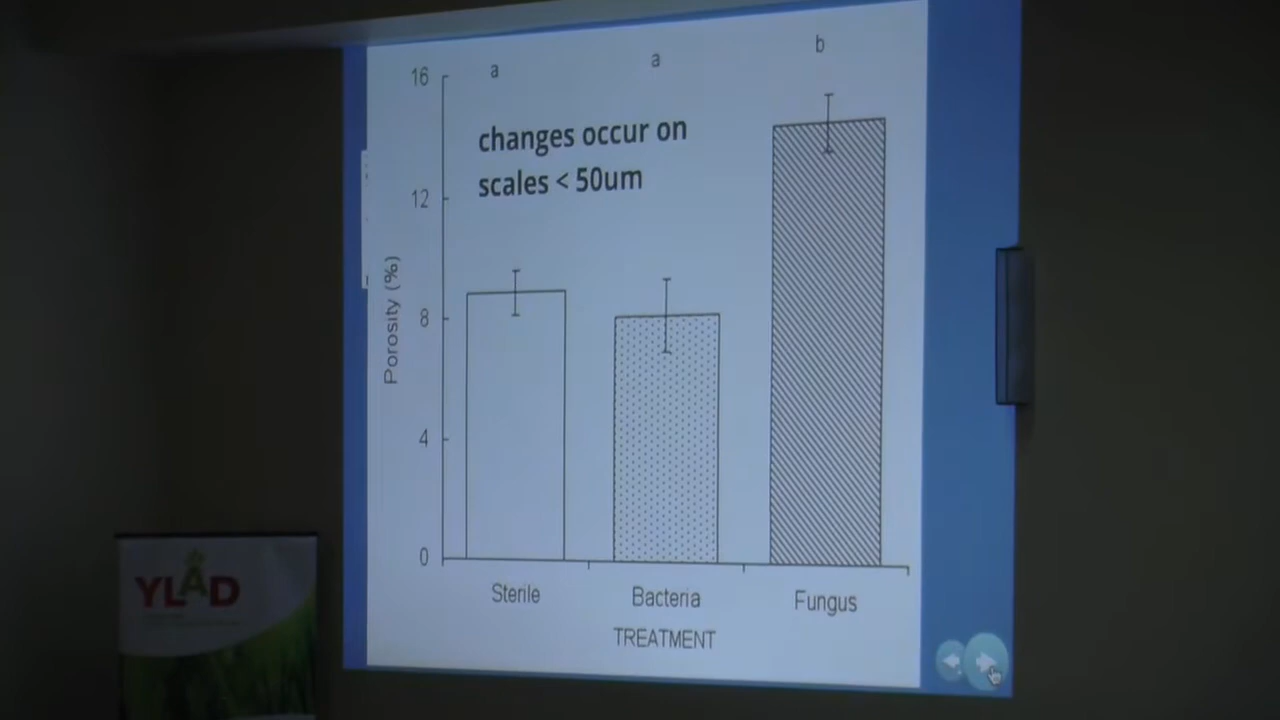 a a b
16
changes occur on
scales < 50um
12
Porosity (%)
8
4
0
Sterile Bacteria Fungus
TREATMENT
YLAD